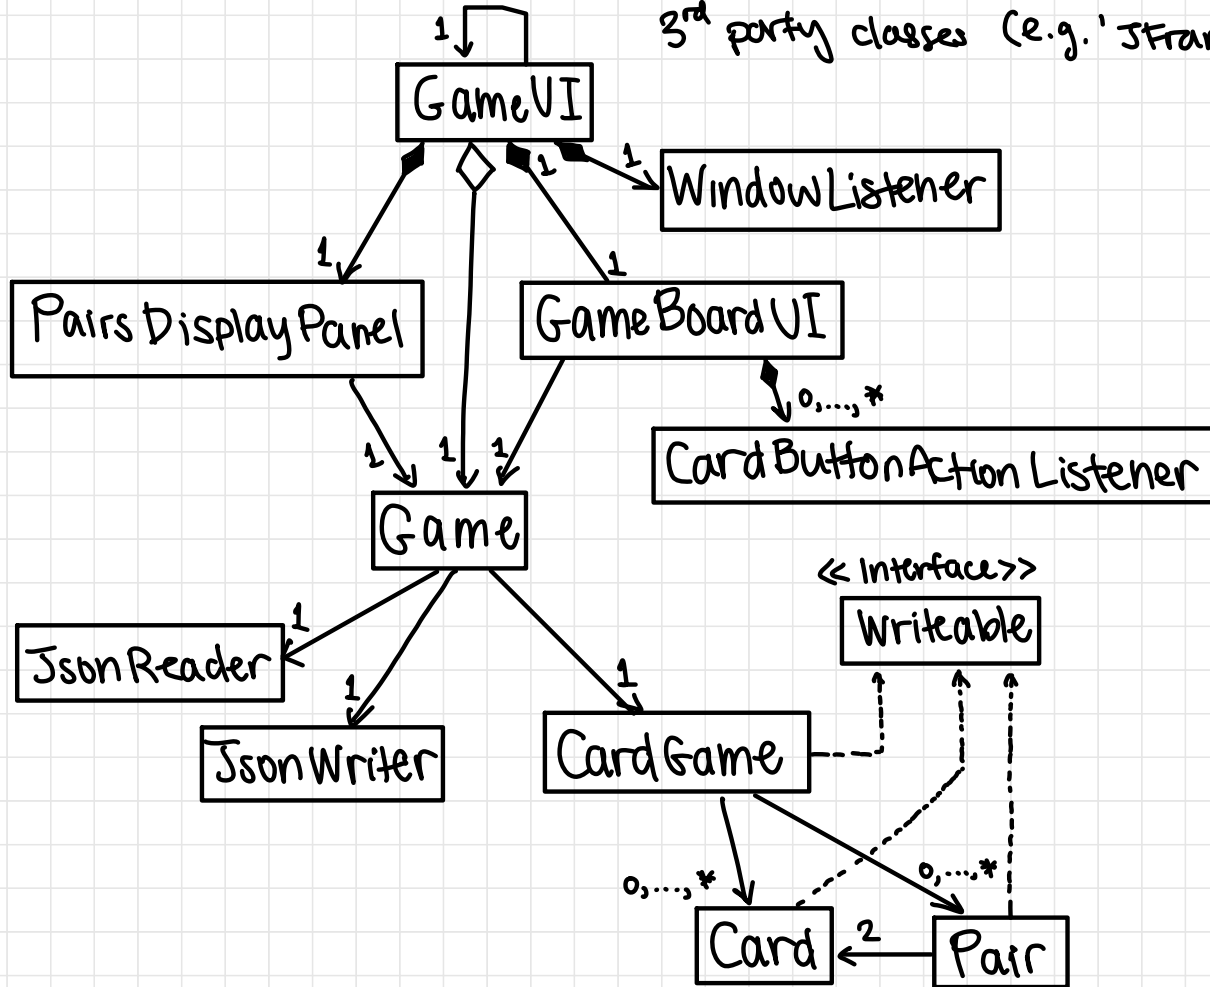 3rd party classes (e.g. 'JFram
1
GameUI
1
1
WindowListener
1
1
PairsDisplayPanel
GameBoardUI
0,...,*
1
1
1
CardButtonActionListener
Game
<<Interface>>
Writeable
1
JsonReader
1
1
JsonWriter
CardGame
0,...,*
0,...,*
Card
2
Pair